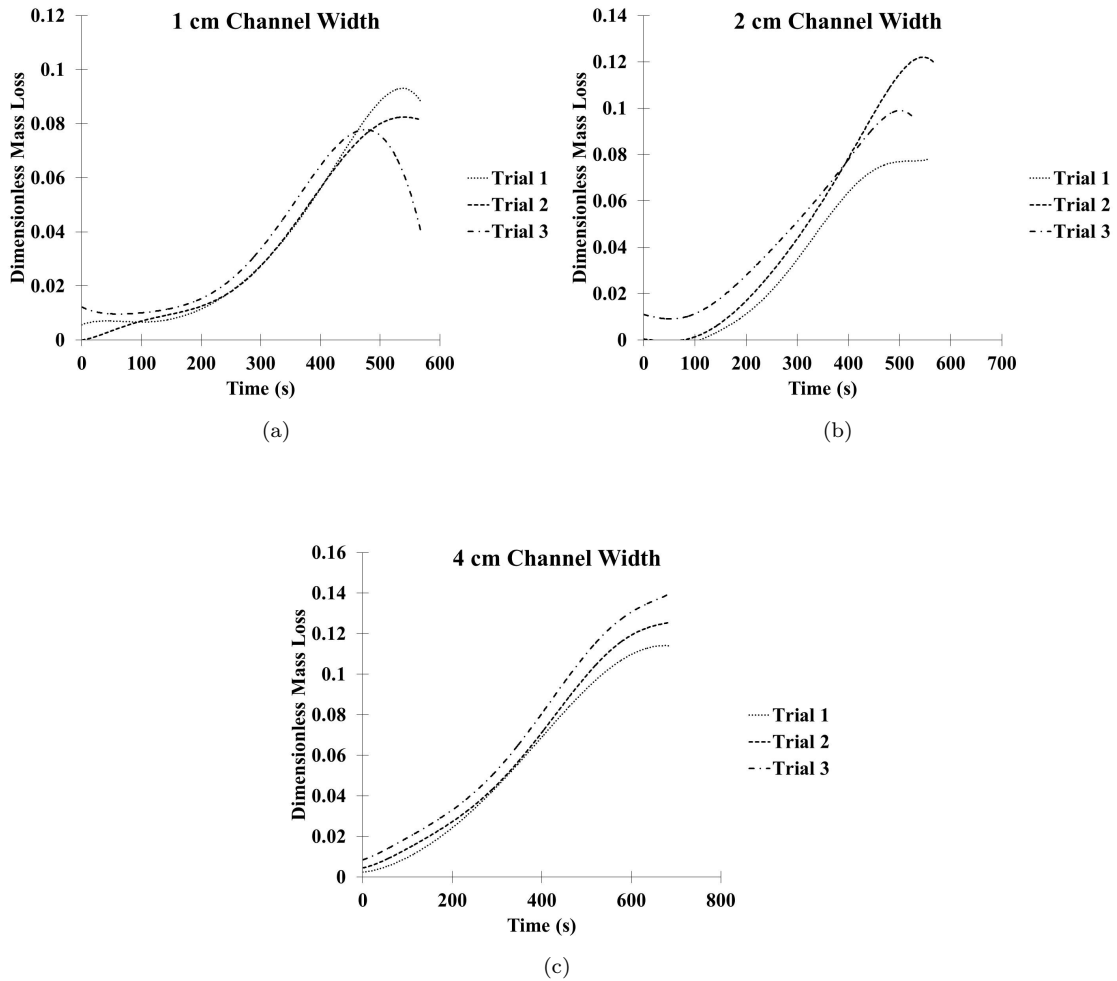 1 cm Channel Width
Dimensionless Mass Loss
0.12
0.1
0.08
0.06
0.04
0.02
0
0 100 200 300 400 500 600
Time (s)
Trial 1
Trial 2
Trial 3
(a)
2 cm Channel Width
Dimensionless Mass Loss
0.14
0.12
0.1
0.08
0.06
0.04
0.02
0
0 100 200 300 400 500 600 700
Time (s)
Trial 1
Trial 2
Trial 3
(b)
4 cm Channel Width
Dimensionless Mass Loss
0.16
0.14
0.12
0.1
0.08
0.06
0.04
0.02
0
0 200 400 600 800
Time (s)
Trial 1
Trial 2
Trial 3
(c)